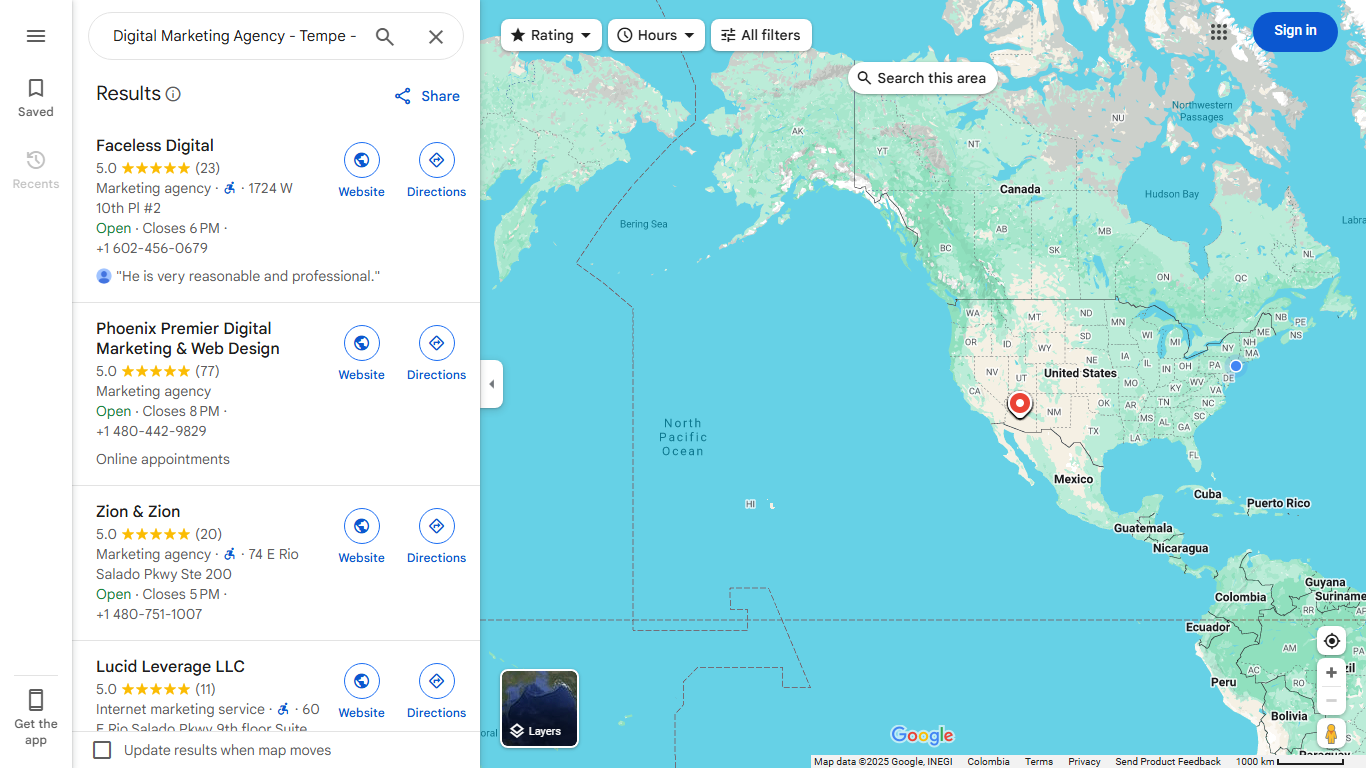 Digital Marketing Agency - Tempe -
Rating
Hours
All filters
Sign in
Search this area
Saved
Recents
Get the
app
Results
Share
Faceless Digital
5.0 (23)
Marketing agency · · 1724 W
10th Pl #2
Open · Closes 6 PM ·
+1 602-456-0679
"He is very reasonable and professional."
Website
Directions
Phoenix Premier Digital
Marketing & Web Design
5.0 (77)
Marketing agency
Open · Closes 8 PM ·
+1 480-442-9829
Online appointments
Website
Directions
Zion & Zion
5.0 (20)
Marketing agency · · 74 E Rio
Salado Pkwy Ste 200
Open · Closes 5 PM ·
+1 480-751-1007
Website
Directions
Lucid Leverage LLC
5.0 (11)
Internet marketing service · · 60
E Rio Salado Pkwy 9th floor Suite
Website
Directions
Update results when map moves
Northwestern
Passages
NU
AK
YT
NT
Canada
Hudson Bay
Labra
Bering Sea
AB
MB
BC
SK
NL
ON
QC
WA
MT
ND
MN
NB
PE
ME
NS
OR
ID
SD
WI
MI
NY
NH
MA
WY
IA
NE
IL
IN
OH
PA
NV
UT
United States
DE
MO
KY
WV
VA
CA
OK
AR
TN
NC
NM
MS
AL
SC
GA
TX
LA
FL
North
Pacific
Ocean
Mexico
HI
Cuba
Puerto Rico
Guatemala
Nicaragua
Guyana
Colombia
Suriname
RR
AP
Ecuador
AM
PA
AC
RO
zil
Peru
Bolivia
Paraguay
oral
Layers
Google
Map data ©2025 Google, INEGI
Colombia
Terms
Privacy
Send Product Feedback
1000 km